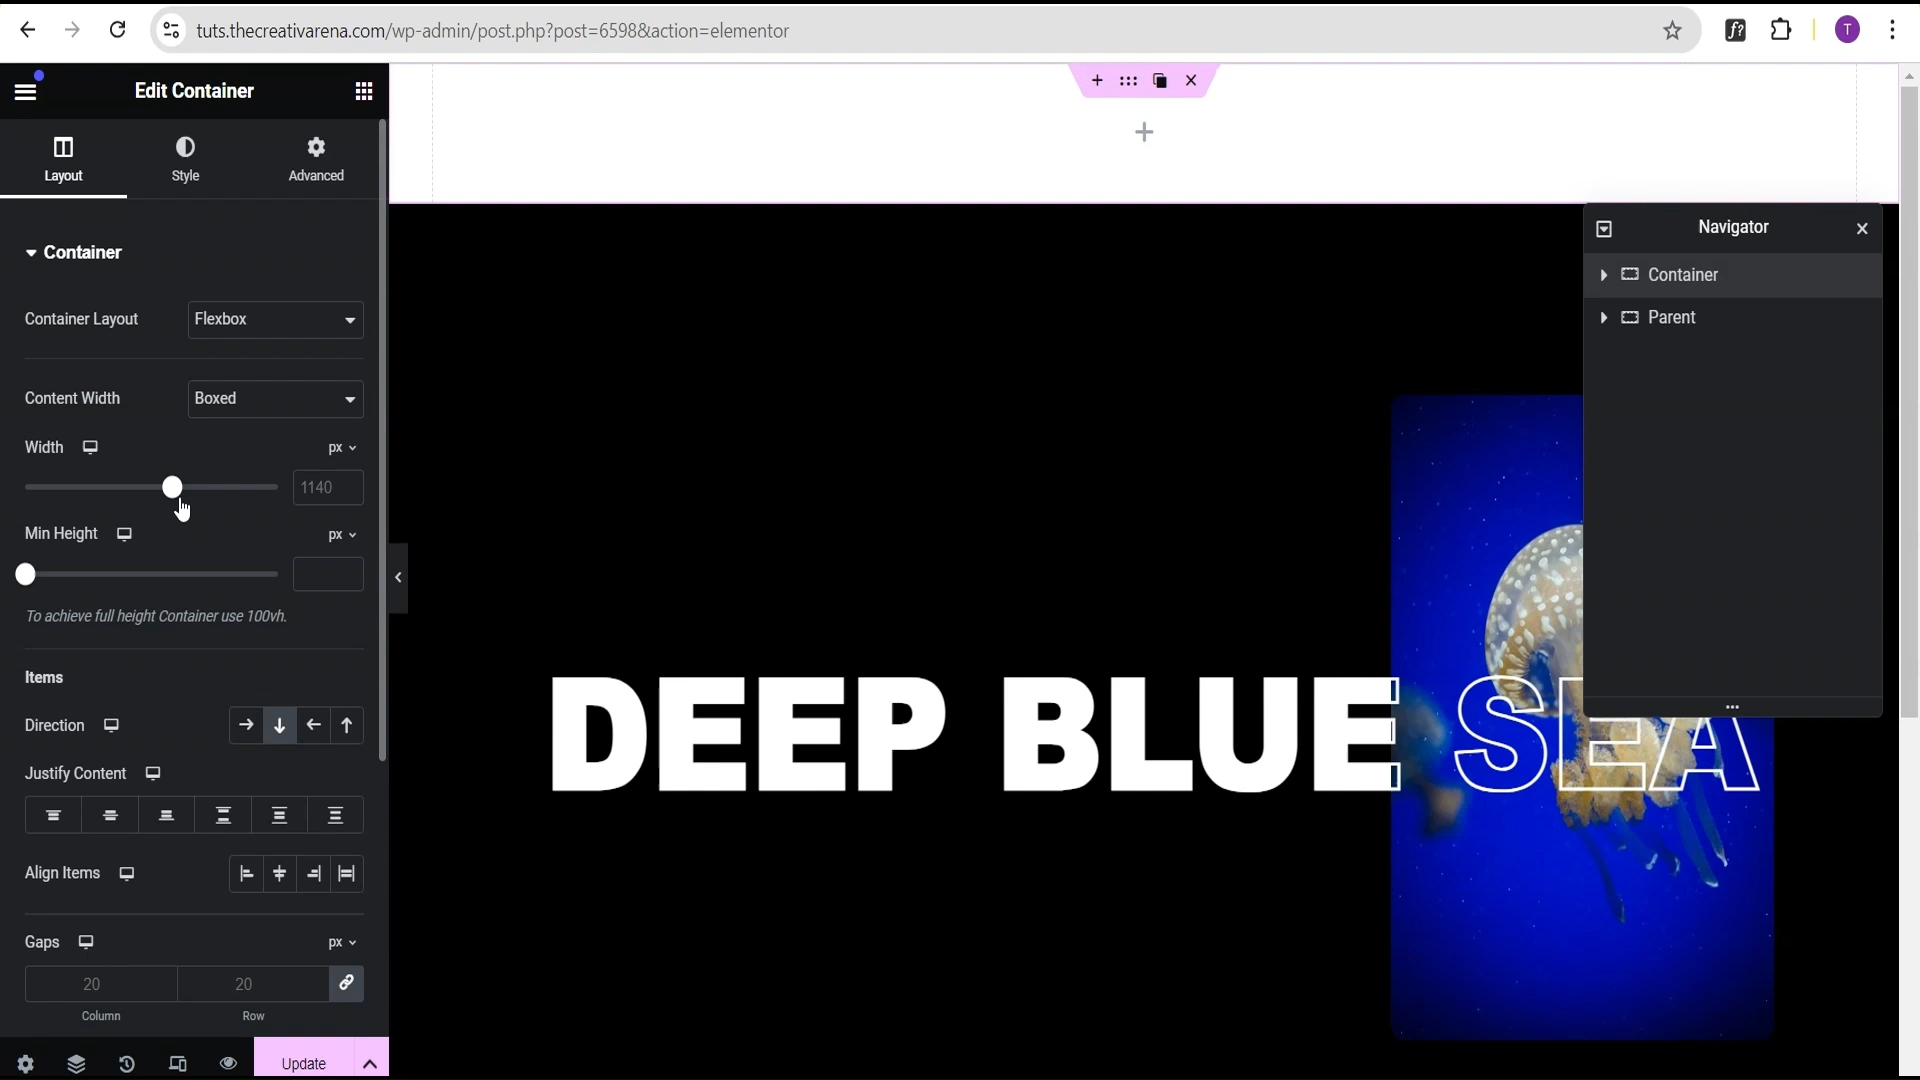 tuts.thecreativarena.com/wp-admin/post.php?post=6598&action=elementor
f?
T
Edit Container
Layout
Style
Advanced
Container
Container Layout
Flexbox
Content Width
Boxed
Width
px
1140
Min Height
px
To achieve full height Container use 100vh.
Items
Direction
Justify Content
Align Items
Gaps
px
20
20
Column
Row
Update
Navigator
Container
Parent
DEEP BLUE SEA